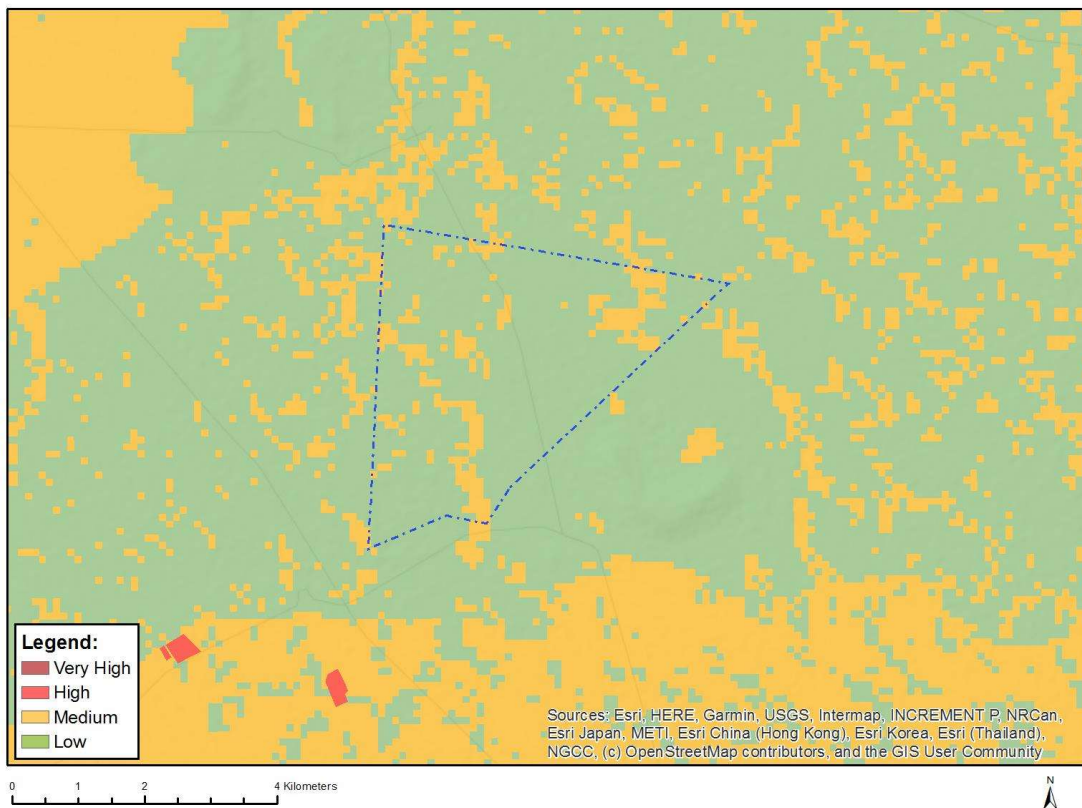 Legend:
Very High
High
Medium
Low
Sources: Esri, HERE, Garmin, USGS, Intermap, INCREMENT P, NRCan,
Esri Japan, METI, Esri China (Hong Kong), Esri Korea, Esri (Thailand),
NGCC, (c) OpenStreetMap contributors, and the GIS User Community
0 1 2 4 Kilometers
N